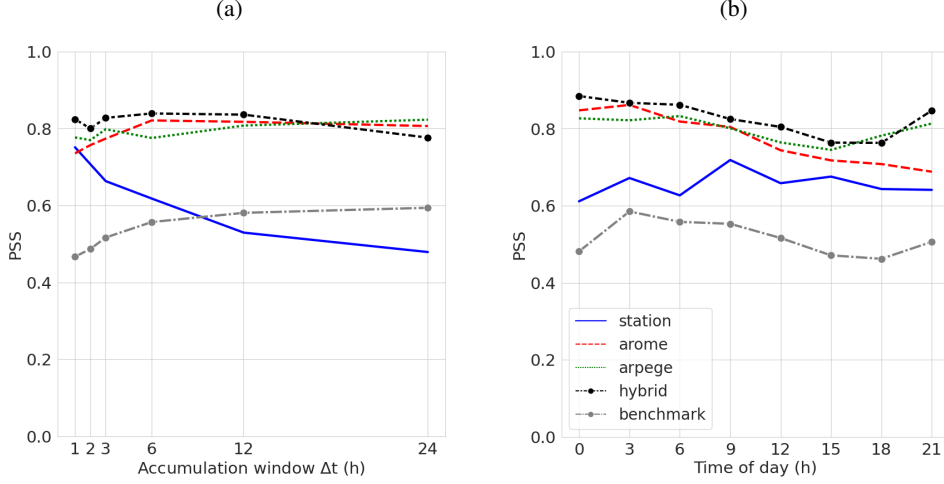 (a)
1.0
0.8
0.6
0.4
0.2
0.0
PSS
1 2 3 6 12 24
Accumulation window Δt (h)
(b)
1.0
0.8
0.6
0.4
0.2
0.0
PSS
station
arome
arpege
hybrid
benchmark
0 3 6 9 12 15 18 21
Time of day (h)